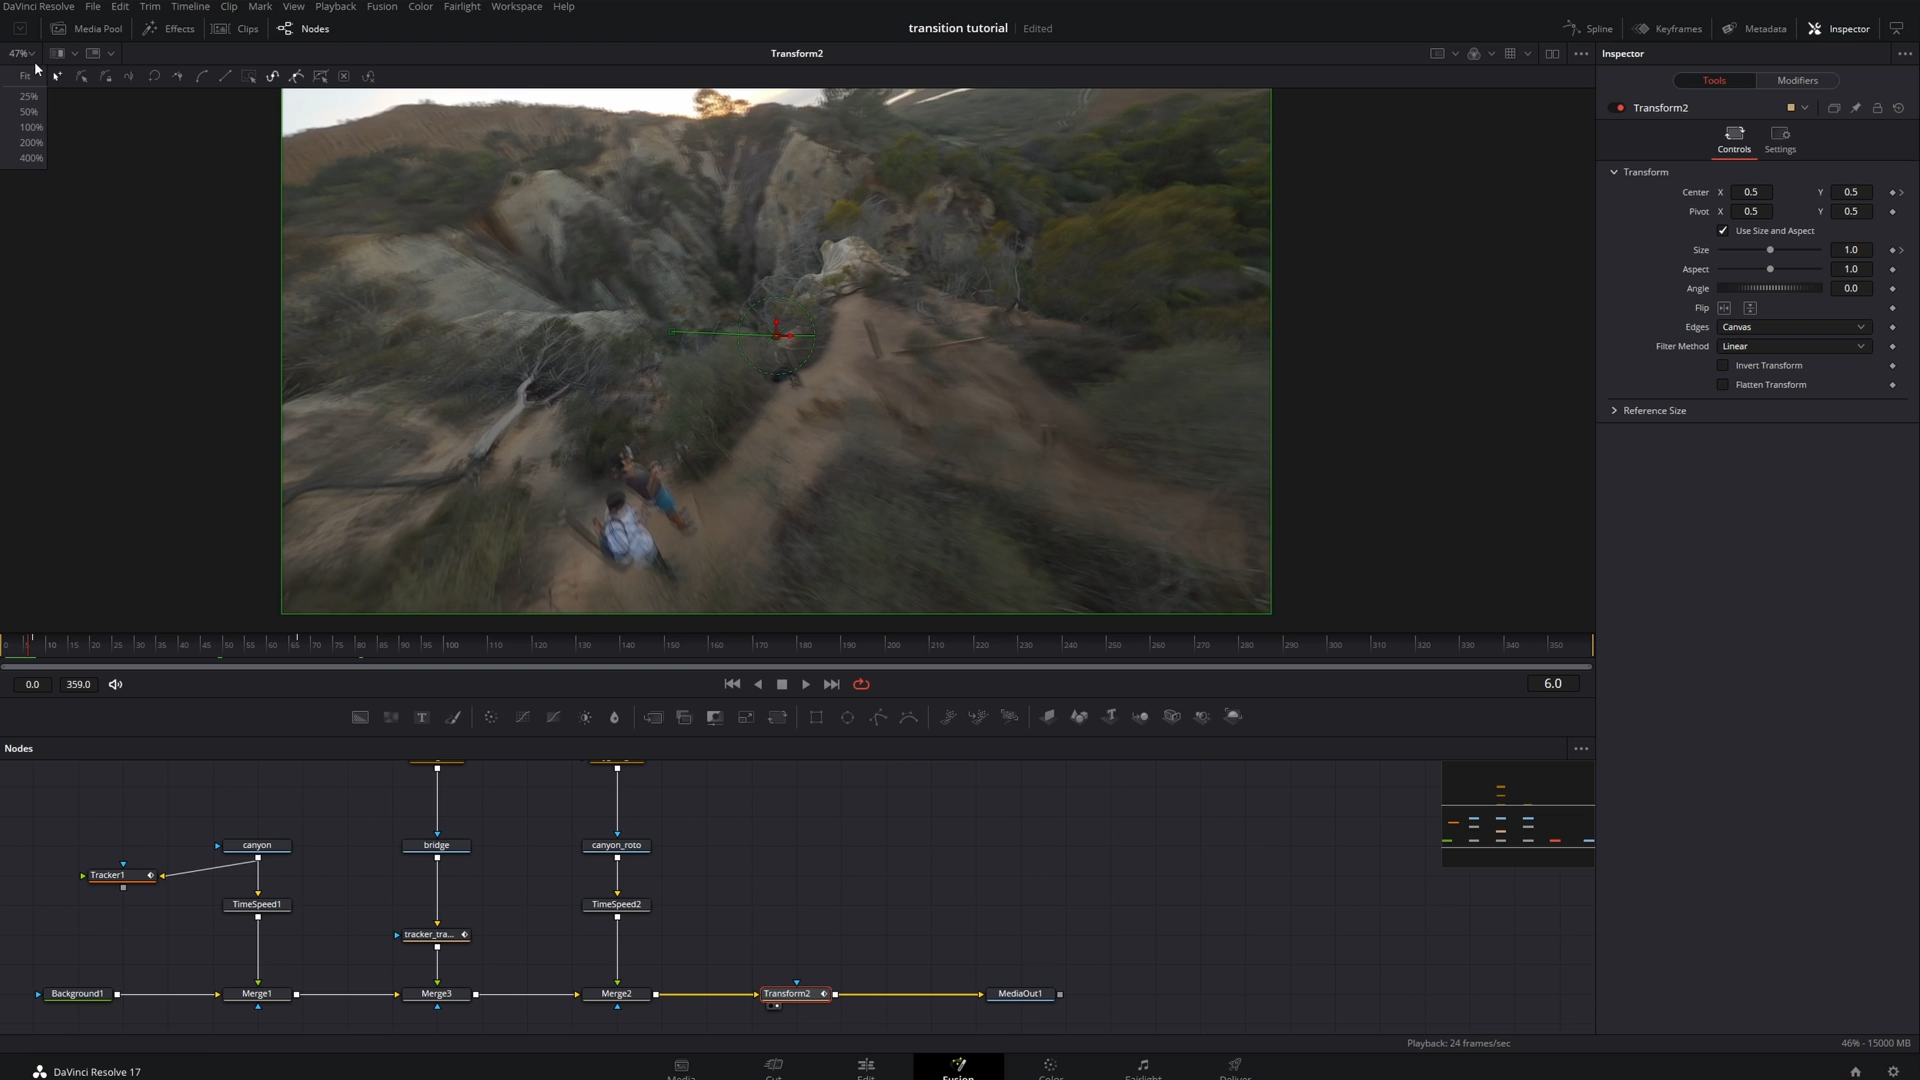 DaVinci Resolve File Edit Trim Timeline Clip Mark View Playback Fusion Color Fairlight Workspace Help
Media Pool Effects Clips Nodes transition tutorial Edited Spline Keyframes Metadata Inspector
47% Transform2 Inspector
Fit
25%
50%
100%
200%
400%
Tools Modifiers
Transform2
Controls Settings
Transform
Center X 0.5 Y 0.5
Pivot X 0.5 Y 0.5
Use Size and Aspect
Size 1.0
Aspect 1.0
Angle 0.0
Flip
Edges Canvas
Filter Method Linear
Invert Transform
Flatten Transform
Reference Size
0 5 10 15 20 25 30 35 40 45 50 55 60 65 70 75 80 85 90 95 100 110 120 130 140 150 160 170 180 190 200 210 220 230 240 250 260 270 280 290 300 310 320 330 340 350
0.0 359.0 6.0
Nodes
canyon bridge canyon_roto
Tracker1
TimeSpeed1 TimeSpeed2
tracker_tra...
Background1 Merge1 Merge3 Merge2 Transform2 MediaOut1
Playback: 24 frames/sec 46% - 15000 MB
DaVinci Resolve 17 Media Cut Edit Fusion Color Fairlight Deliver